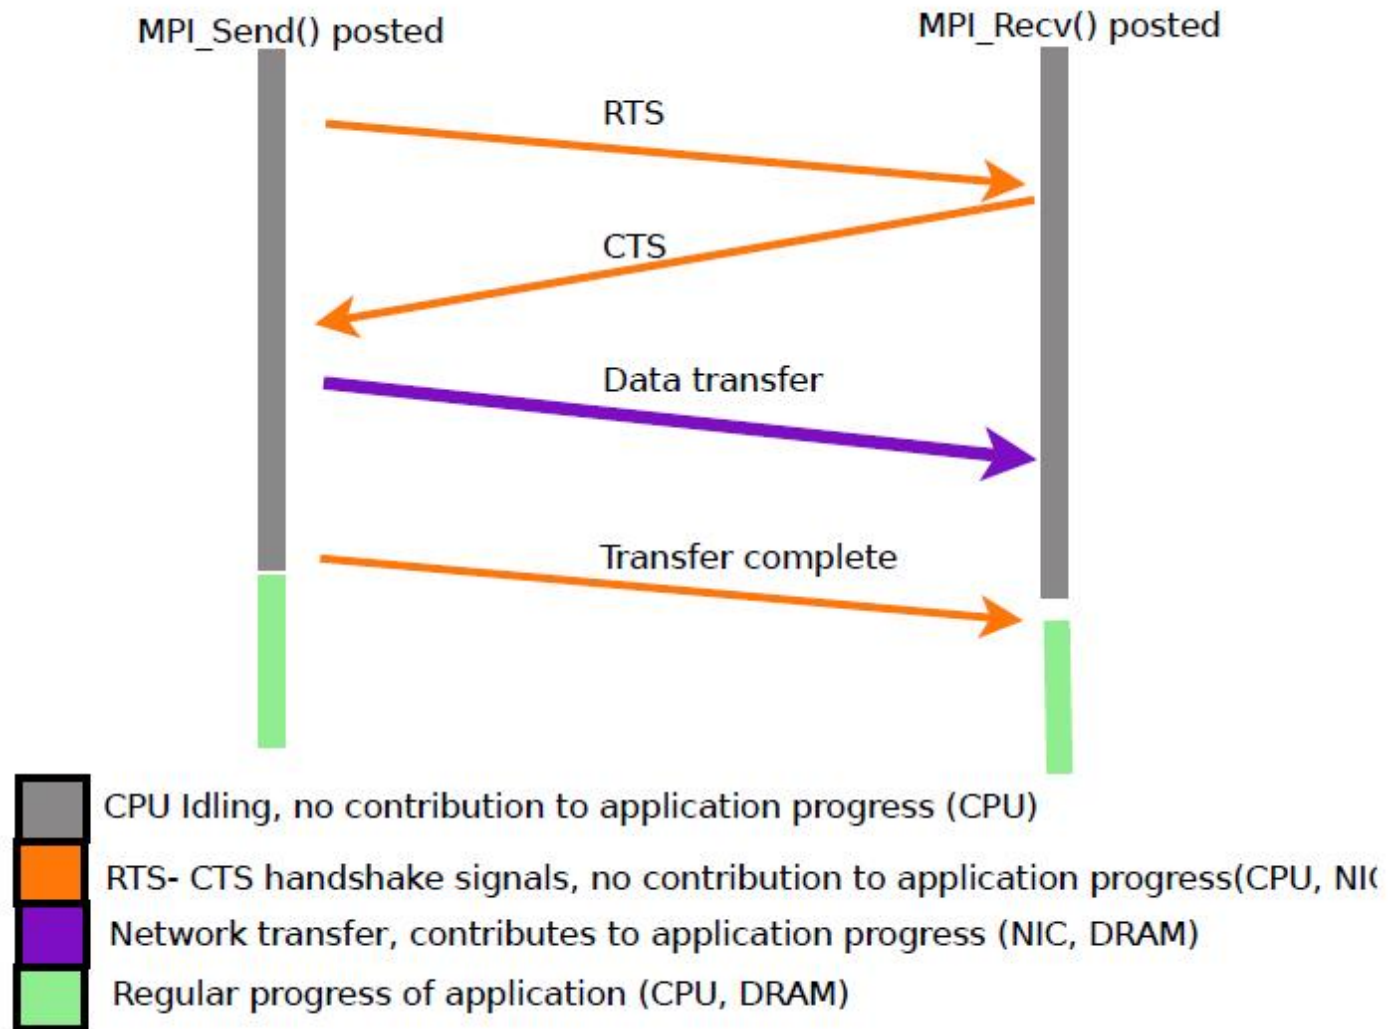 MPI_Send() posted
MPI_Recv() posted
RTS
CTS
Data transfer
Transfer complete
CPU Idling, no contribution to application progress (CPU)
RTS- CTS handshake signals, no contribution to application progress(CPU, NIC
Network transfer, contributes to application progress (NIC, DRAM)
Regular progress of application (CPU, DRAM)